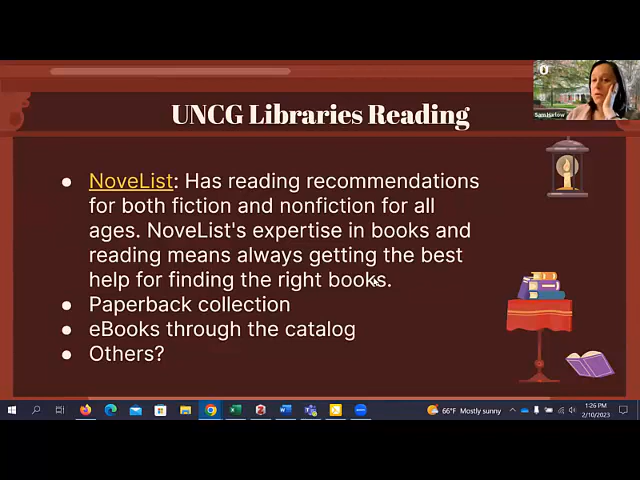 UNCG Libraries Reading
Sam Harlow
● NoveList: Has reading recommendations
for both fiction and nonfiction for all
ages. NoveList's expertise in books and
reading means always getting the best
help for finding the right books.
● Paperback collection
● eBooks through the catalog
● Others?
66°F Mostly sunny
1:26 PM
2/10/2023